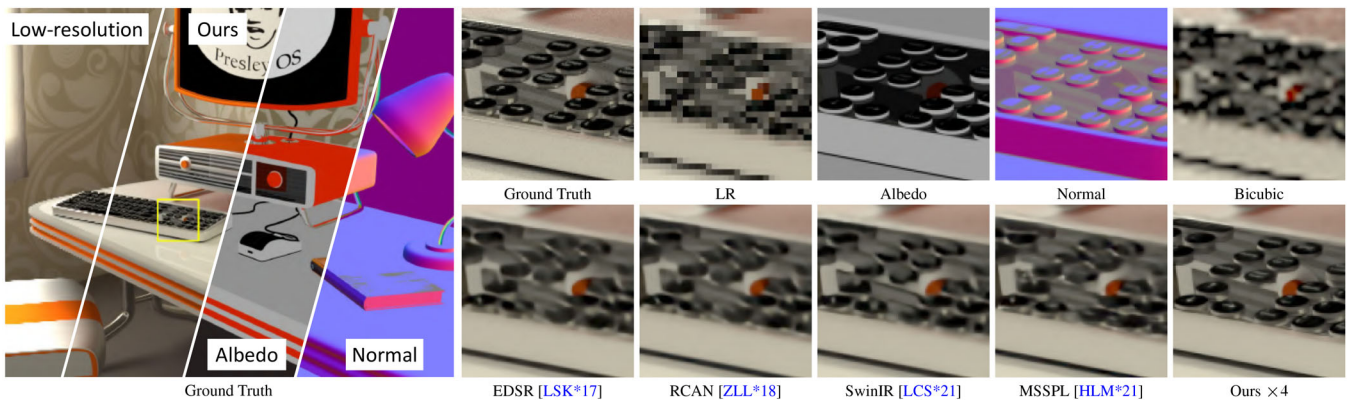 Low-resolution
Ours
Presley OS
Albedo
Normal
Ground Truth
Ground Truth
LR
Albedo
Normal
Bicubic
EDSR [LSK*17]
RCAN [ZLL*18]
SwinIR [LCS*21]
MSSPL [HLM*21]
Ours ×4